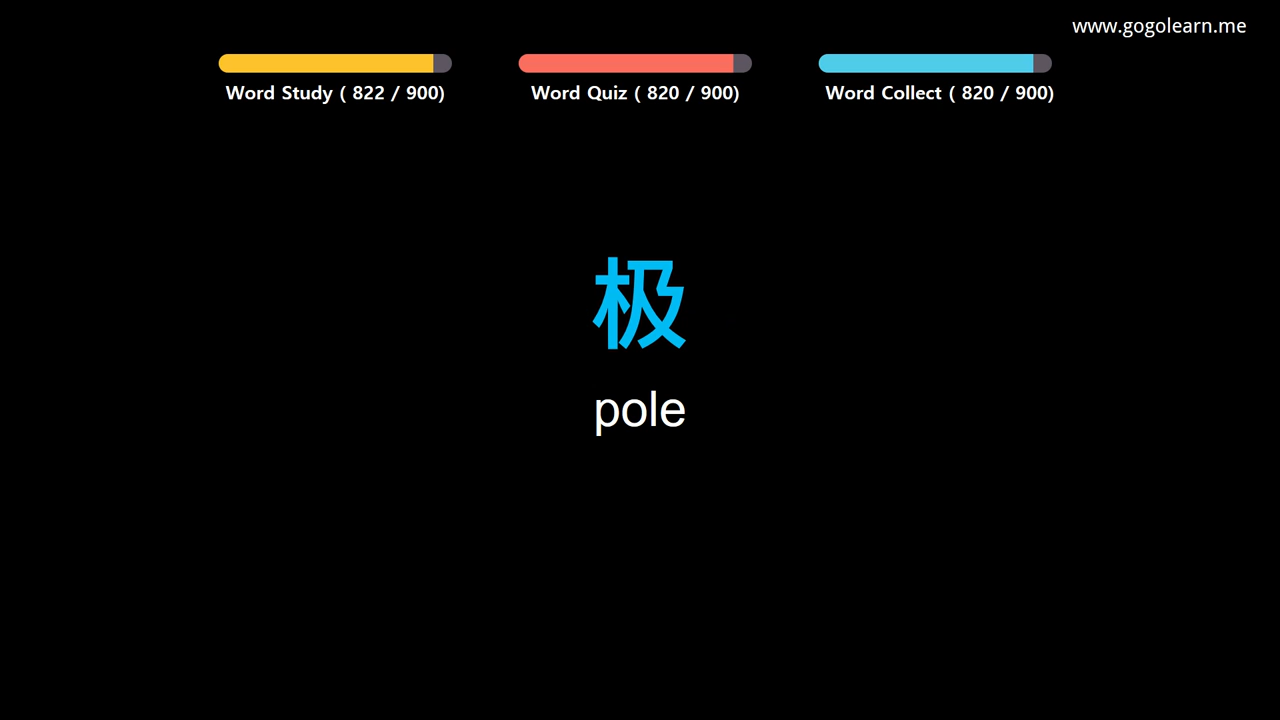 www.gogolearn.me
Word Study ( 822 / 900)
Word Quiz ( 820 / 900)
Word Collect ( 820 / 900)
极
pole